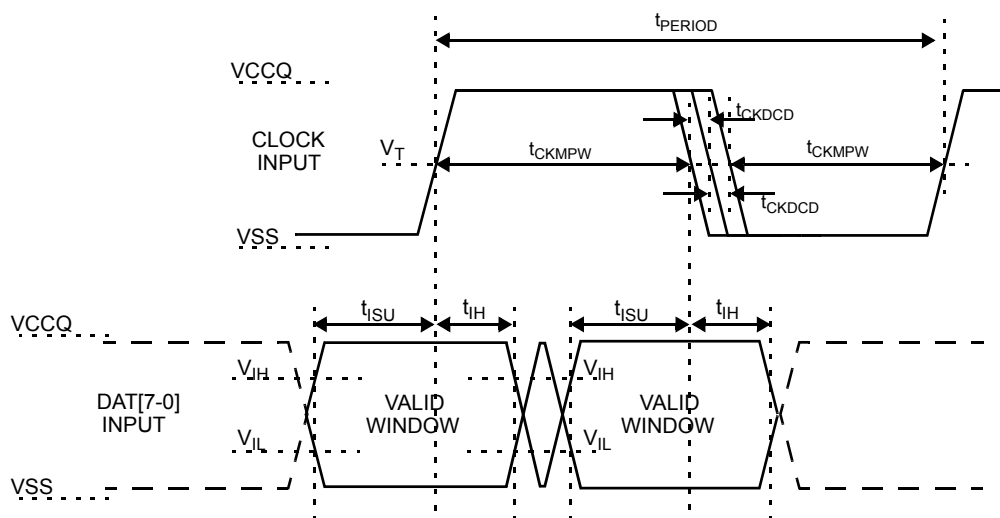 tPERIOD
VCCQ
tCKDCD
CLOCK
INPUT
VT
tCKMPW
tCKMPW
tCKDCD
VSS
tISU
tIH
tISU
tIH
VCCQ
VIH
VIH
DAT[7-0]
INPUT
VALID
WINDOW
VALID
WINDOW
VIL
VIL
VSS